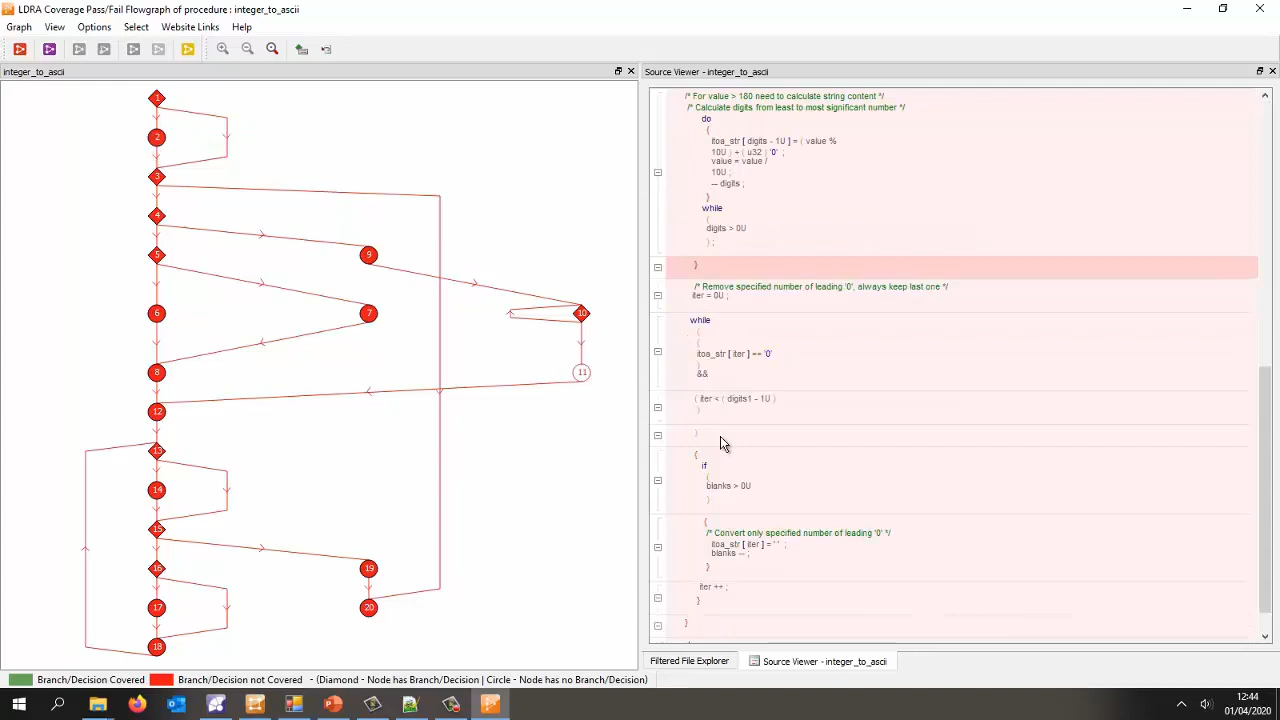 LDRA Coverage Pass/Fail Flowgraph of procedure : integer_to_ascii
Graph View Options Select Website Links Help
integer_to_ascii
1
2
3
4
5
9
6
7
10
8
11
12
13
14
15
16
19
17
20
18
Source Viewer - integer_to_ascii
/* For value > 180 need to calculate string content */
/* Calculate digits from least to most significant number */
do
{
itoa_str [ digits - 1U ] = ( value %
10U ) + ( u32 ) '0' ;
value = value /
10U ;
-- digits ;
}
while
(
digits > 0U
) ;
}
/* Remove specified number of leading '0', always keep last one */
iter = 0U ;
while
(
(
itoa_str [ iter ] == '0'
)
&&
( iter < ( digits1 - 1U )
)
)
{
if
(
blanks > 0U
)
{
/* Convert only specified number of leading '0' */
itoa_str [ iter ] = ' ' ;
blanks -- ;
}
iter ++ ;
}
}
Filtered File Explorer Source Viewer - integer_to_ascii
Branch/Decision Covered Branch/Decision not Covered - (Diamond - Node has Branch/Decision | Circle - Node has no Branch/Decision)
12:44
01/04/2020